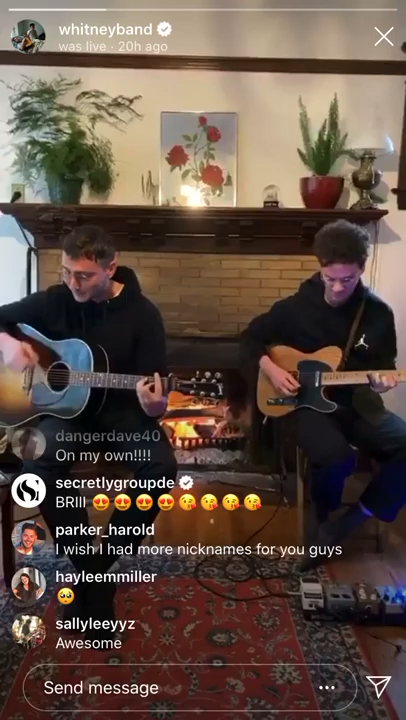 whitneyband
was live · 20h ago
dangerdave40
On my own!!!!
secretlygroupde
BRIII 😍😍😍😍😘😘😘😘
parker_harold
I wish I had more nicknames for you guys
hayleemmiller
🥺
sallyleeyyz
Awesome
Send message